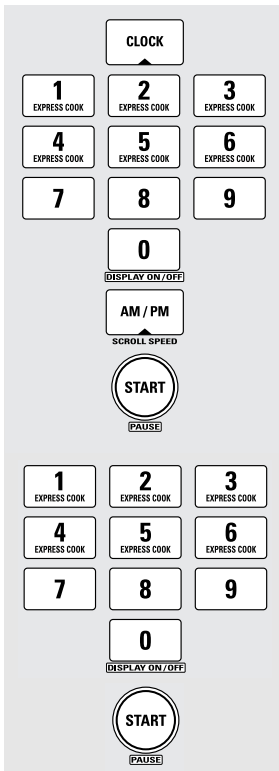 CLOCK
1 2 3
EXPRESS COOK EXPRESS COOK EXPRESS COOK
4 5 6
EXPRESS COOK EXPRESS COOK EXPRESS COOK
7 8 9
0
DISPLAY ON/OFF
AM / PM
SCROLL SPEED
START
PAUSE
1 2 3
EXPRESS COOK EXPRESS COOK EXPRESS COOK
4 5 6
EXPRESS COOK EXPRESS COOK EXPRESS COOK
7 8 9
0
DISPLAY ON/OFF
START
PAUSE